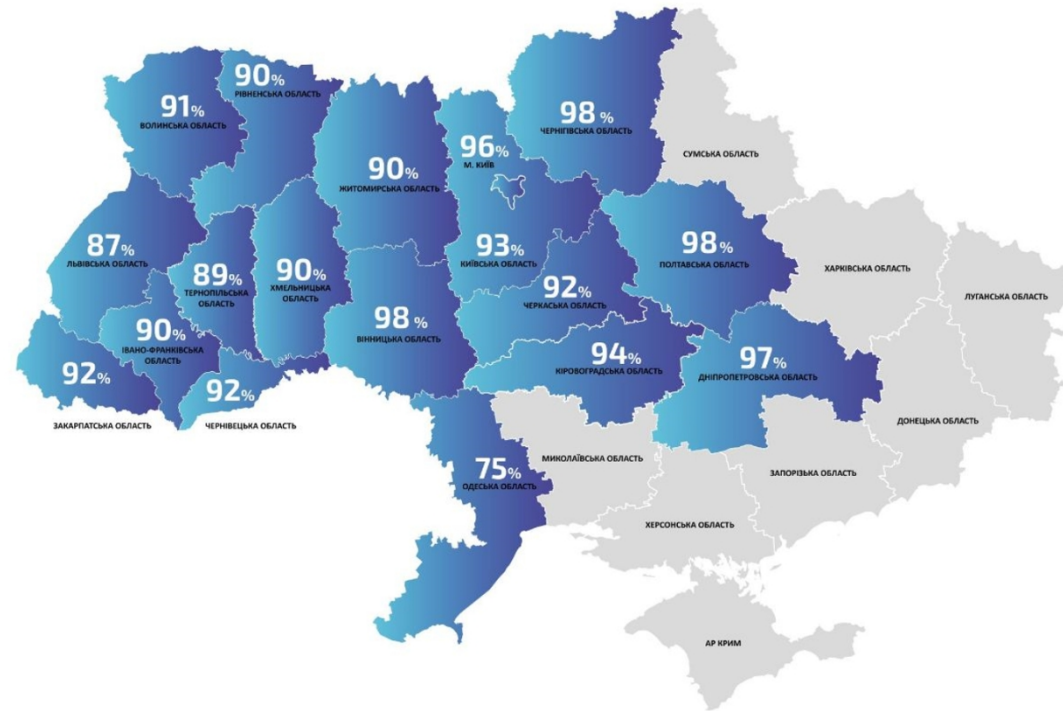 90%
РІВНЕНСЬКА ОБЛАСТЬ
91%
ВОЛИНСЬКА ОБЛАСТЬ
98%
ЧЕРНІГІВСЬКА ОБЛАСТЬ
96%
М. КИЇВ
СУМСЬКА ОБЛАСТЬ
90%
ЖИТОМИРСЬКА ОБЛАСТЬ
87%
ЛЬВІВСЬКА ОБЛАСТЬ
89%
ТЕРНОПІЛЬСЬКА
ОБЛАСТЬ
90%
ХМЕЛЬНИЦЬКА
ОБЛАСТЬ
93%
КИЇВСЬКА ОБЛАСТЬ
98%
ПОЛТАВСЬКА ОБЛАСТЬ
ХАРКІВСЬКА ОБЛАСТЬ
ЛУГАНСЬКА ОБЛАСТЬ
92%
ЧЕРКАСЬКА ОБЛАСТЬ
98%
ВІННИЦЬКА ОБЛАСТЬ
90%
ІВАНО-ФРАНКІВСЬКА
ОБЛАСТЬ
94%
КІРОВОГРАДСЬКА ОБЛАСТЬ
97%
ДНІПРОПЕТРОВСЬКА ОБЛАСТЬ
92%
ЗАКАРПАТСЬКА ОБЛАСТЬ
92%
ЧЕРНІВЕЦЬКА ОБЛАСТЬ
ДОНЕЦЬКА ОБЛАСТЬ
75%
ОДЕСЬКА ОБЛАСТЬ
МИКОЛАЇВСЬКА ОБЛАСТЬ
ЗАПОРІЗЬКА ОБЛАСТЬ
ХЕРСОНСЬКА ОБЛАСТЬ
АР КРИМ